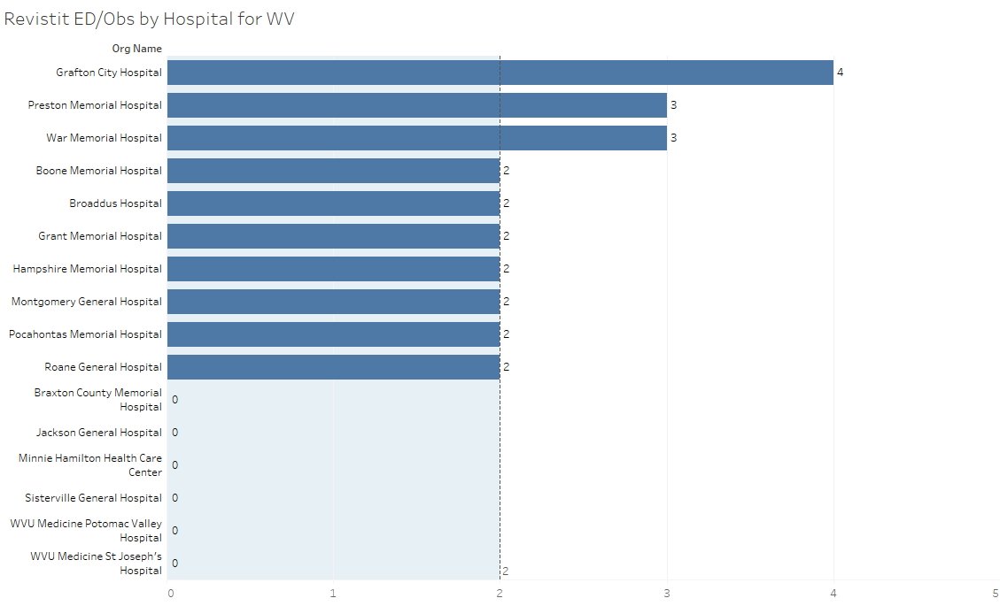 Revistit ED/Obs by Hospital for WV
Org Name
Grafton City Hospital 4
Preston Memorial Hospital 3
War Memorial Hospital 3
Boone Memorial Hospital 2
Broaddus Hospital 2
Grant Memorial Hospital 2
Hampshire Memorial Hospital 2
Montgomery General Hospital 2
Pocahontas Memorial Hospital 2
Roane General Hospital 2
Braxton County Memorial
Hospital 0
Jackson General Hospital 0
Minnie Hamilton Health Care
Center 0
Sisterville General Hospital 0
WVU Medicine Potomac Valley
Hospital 0
WVU Medicine St Joseph's
Hospital 0
2
0 1 2 3 4 5